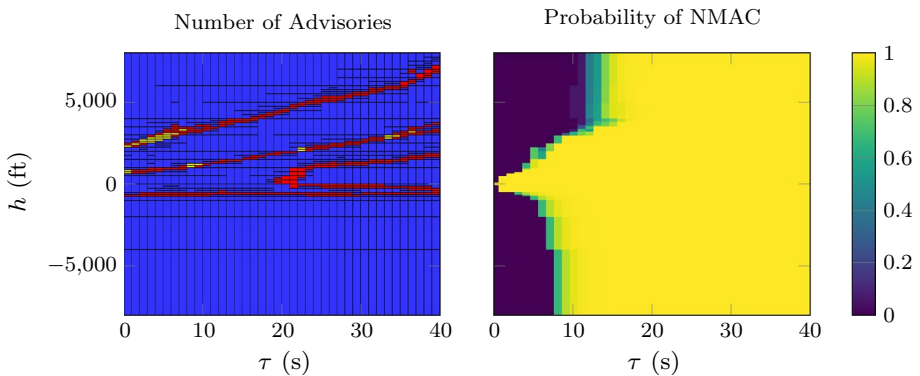 Number of Advisories
Probability of NMAC
h (ft)
5,000
0
−5,000
0 10 20 30 40
τ (s)
0 10 20 30 40
τ (s)
1
0.8
0.6
0.4
0.2
0